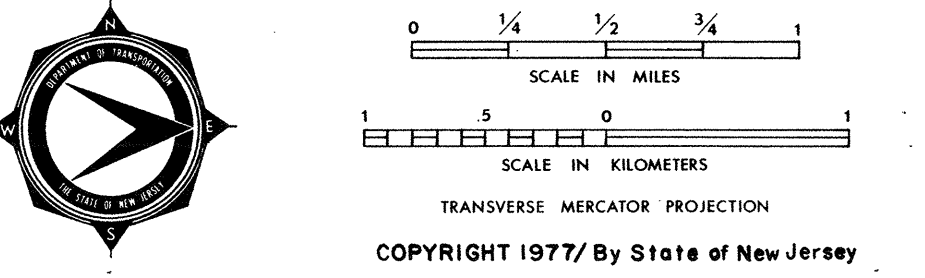 N
DEPARTMENT OF TRANSPORTATION
W
E
THE STATE OF NEW JERSEY
S
0 1/4 1/2 3/4 1
SCALE IN MILES
1 .5 0 1
SCALE IN KILOMETERS
TRANSVERSE MERCATOR PROJECTION
COPYRIGHT 1977/ By State of New Jersey